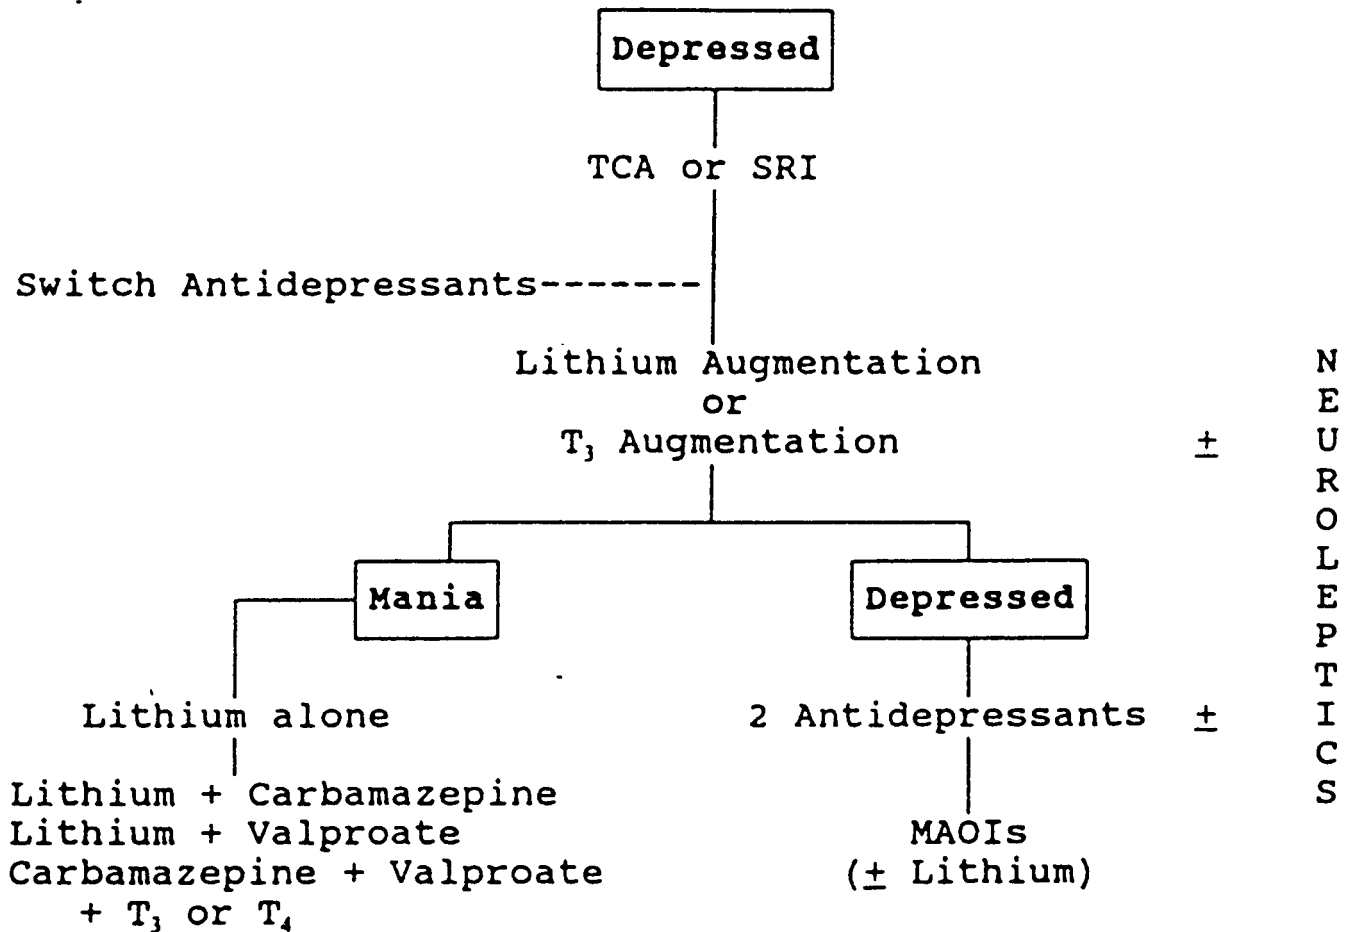 Depressed
TCA or SRI
Switch Antidepressants-------
Lithium Augmentation
or
T₃ Augmentation
±
N
E
U
R
O
L
E
P
T
I
C
S
Mania
Depressed
Lithium alone
2 Antidepressants ±
Lithium + Carbamazepine
Lithium + Valproate
Carbamazepine + Valproate
+ T₃ or T₄
MAOIs
(± Lithium)